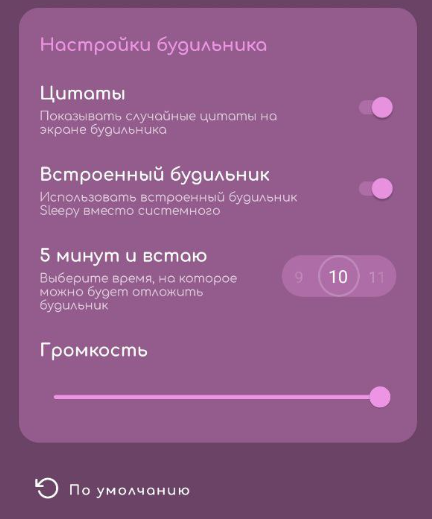 Настройки будильника
Цитаты
Показывать случайные цитаты на
экране будильника
Встроенный будильник
Использовать встроенный будильник
Sleepy вместо системного
5 минут и встаю
Выберите время, на которое
можно будет отложить
будильник
9 10 11
Громкость
По умолчанию